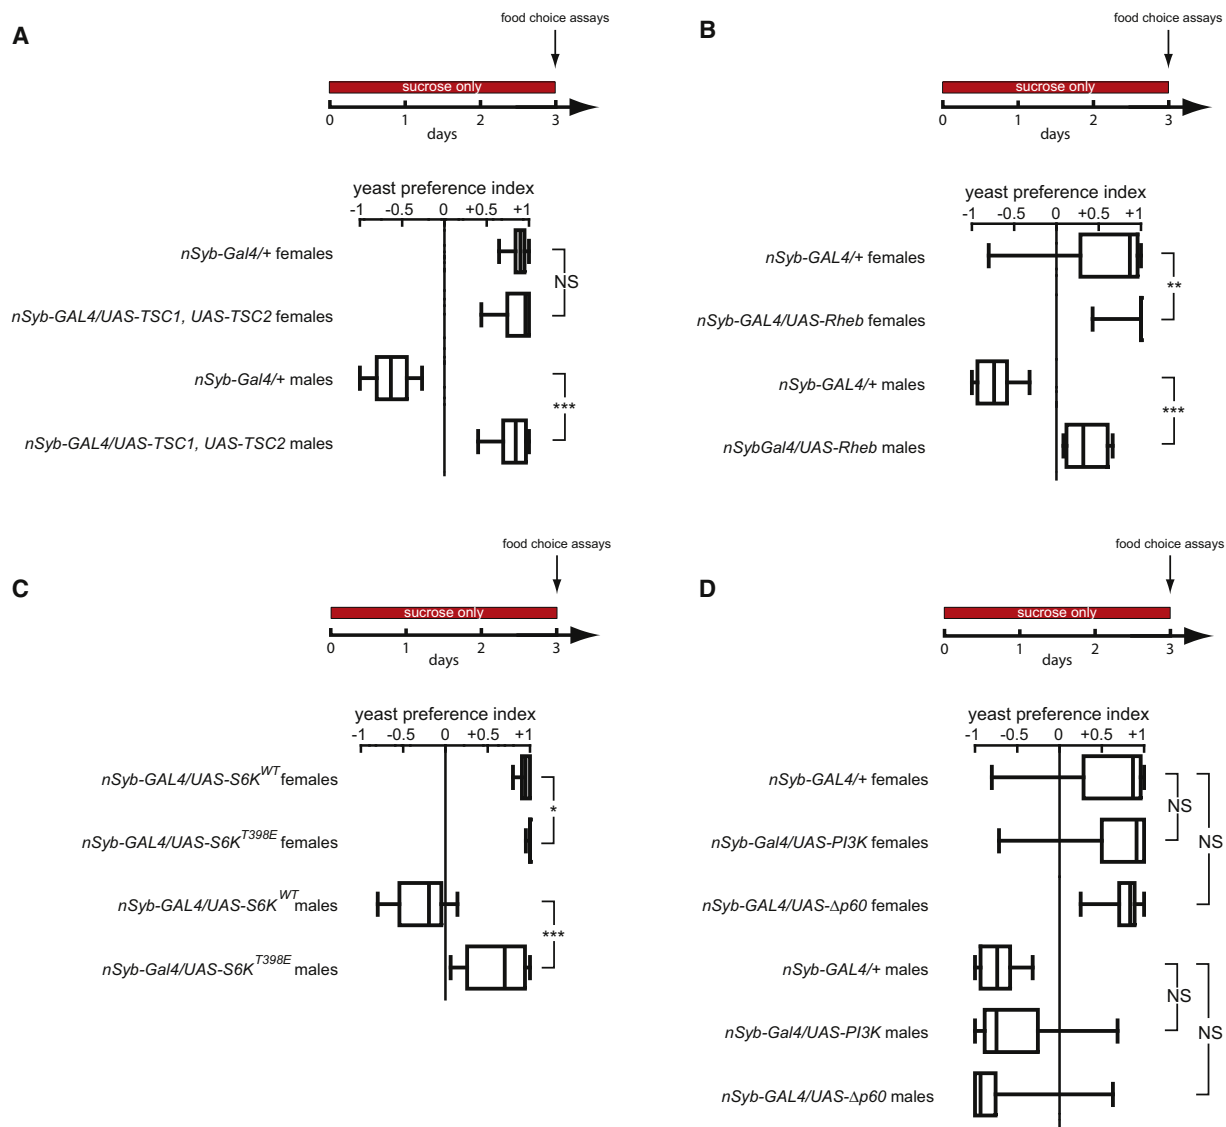 A
food choice assays
sucrose only
0 1 2 3
days
yeast preference index
-1 -0.5 0 +0.5 +1
nSyb-Gal4/+ females
NS
nSyb-GAL4/UAS-TSC1, UAS-TSC2 females
nSyb-Gal4/+ males
***
nSyb-GAL4/UAS-TSC1, UAS-TSC2 males
B
food choice assays
sucrose only
0 1 2 3
days
yeast preference index
-1 -0.5 0 +0.5 +1
nSyb-GAL4/+ females
**
nSyb-GAL4/UAS-Rheb females
nSyb-GAL4/+ males
***
nSybGal4/UAS-Rheb males
C
food choice assays
sucrose only
0 1 2 3
days
yeast preference index
-1 -0.5 0 +0.5 +1
nSyb-GAL4/UAS-S6K^WT females
*
nSyb-GAL4/UAS-S6K^T398E females
nSyb-GAL4/UAS-S6K^WT males
***
nSyb-Gal4/UAS-S6K^T398E males
D
food choice assays
sucrose only
0 1 2 3
days
yeast preference index
-1 -0.5 0 +0.5 +1
nSyb-GAL4/+ females
NS
nSyb-Gal4/UAS-PI3K females
NS
nSyb-GAL4/UAS-Δp60 females
nSyb-GAL4/+ males
NS
nSyb-Gal4/UAS-PI3K males
NS
nSyb-GAL4/UAS-Δp60 males